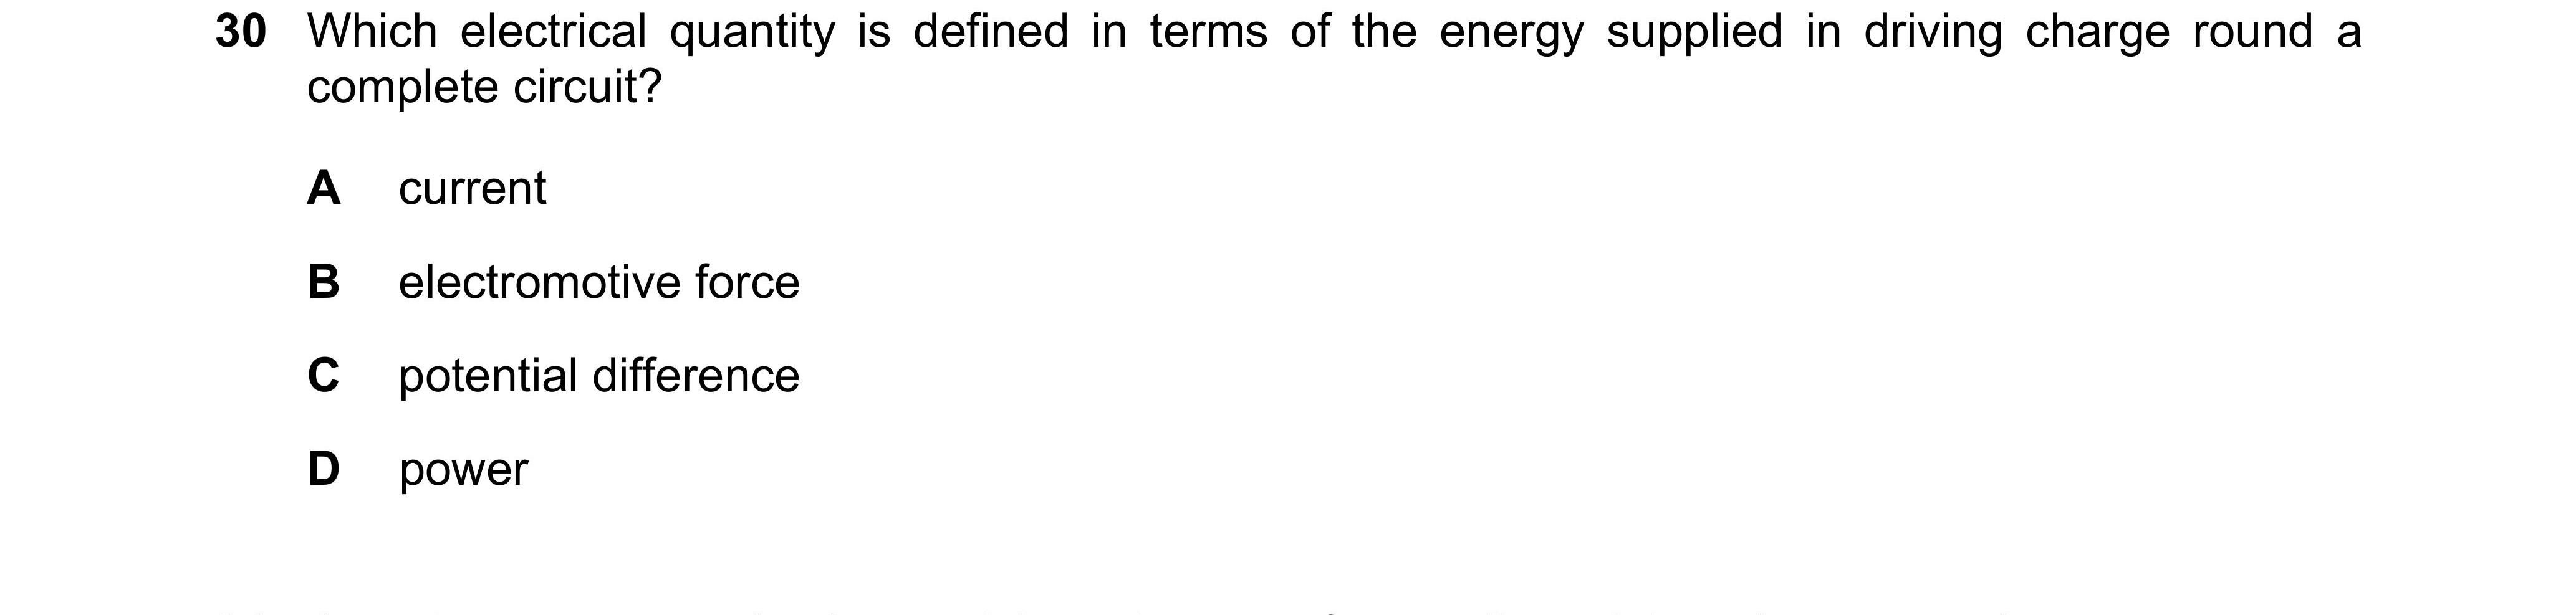 30 Which electrical quantity is defined in terms of the energy supplied in driving charge round a
complete circuit?
A current
B electromotive force
C potential difference
D power